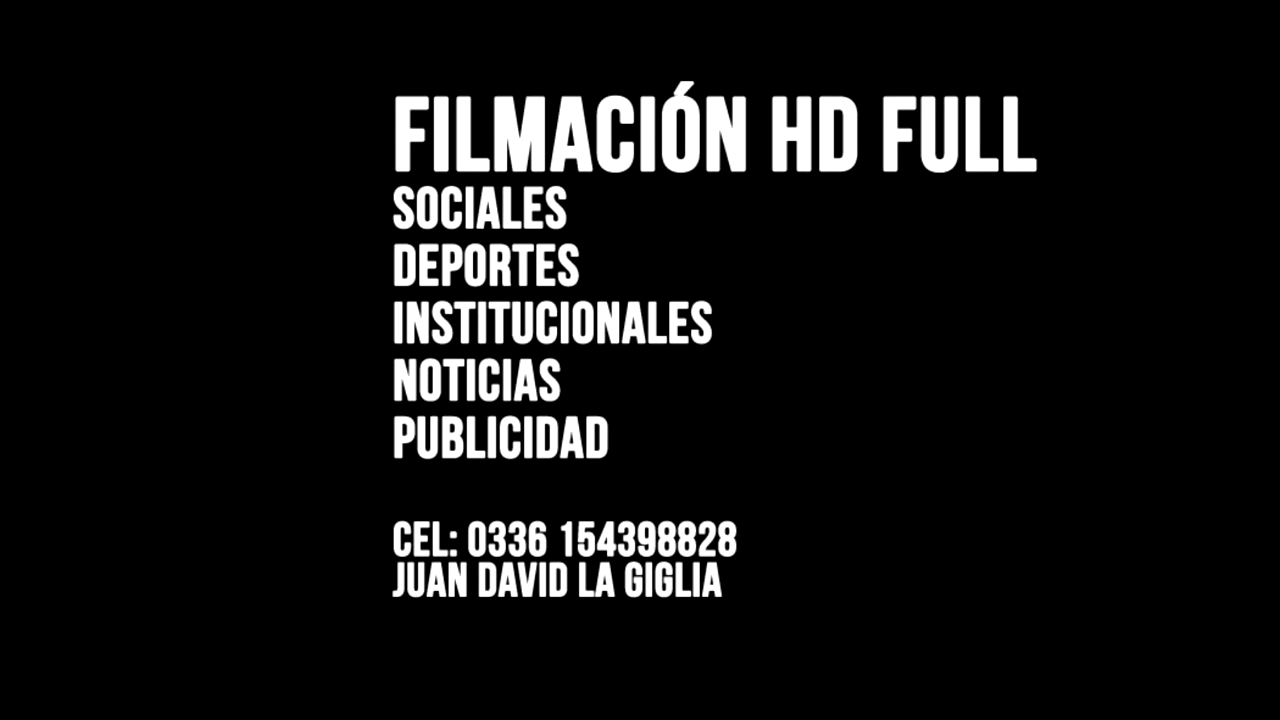 FILMACIÓN HD FULL
SOCIALES
DEPORTES
INSTITUCIONALES
NOTICIAS
PUBLICIDAD
CEL: 0336 154398828
JUAN DAVID LA GIGLIA